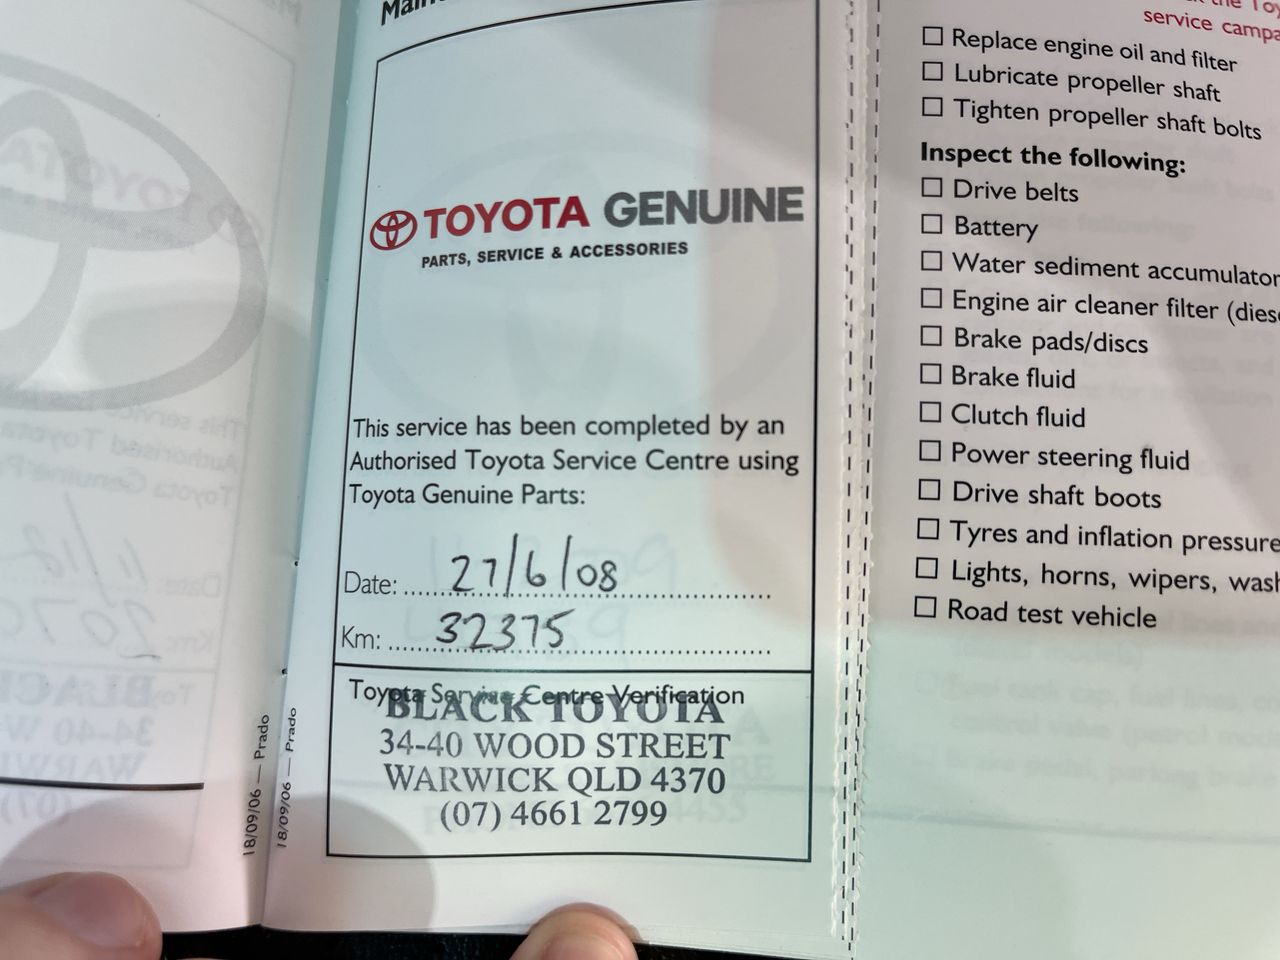 TOYOTA GENUINE
PARTS, SERVICE & ACCESSORIES
This service has been completed by an
Authorised Toyota Service Centre using
Toyota Genuine Parts:
Date: 27/6/08
Km: 32375
Toyota Service Centre Verification
BLACK TOYOTA
34-40 WOOD STREET
WARWICK QLD 4370
(07) 4661 2799
18/09/06 — Prado
18/09/06 — Prado
service
☐ Replace engine oil and filter
☐ Lubricate propeller shaft
☐ Tighten propeller shaft bolts
Inspect the following:
☐ Drive belts
☐ Battery
☐ Water sediment accumulator
☐ Engine air cleaner filter
☐ Brake pads/discs
☐ Brake fluid
☐ Clutch fluid
☐ Power steering fluid
☐ Drive shaft boots
☐ Tyres and inflation pressure
☐ Lights, horns, wipers,
☐ Road test vehicle